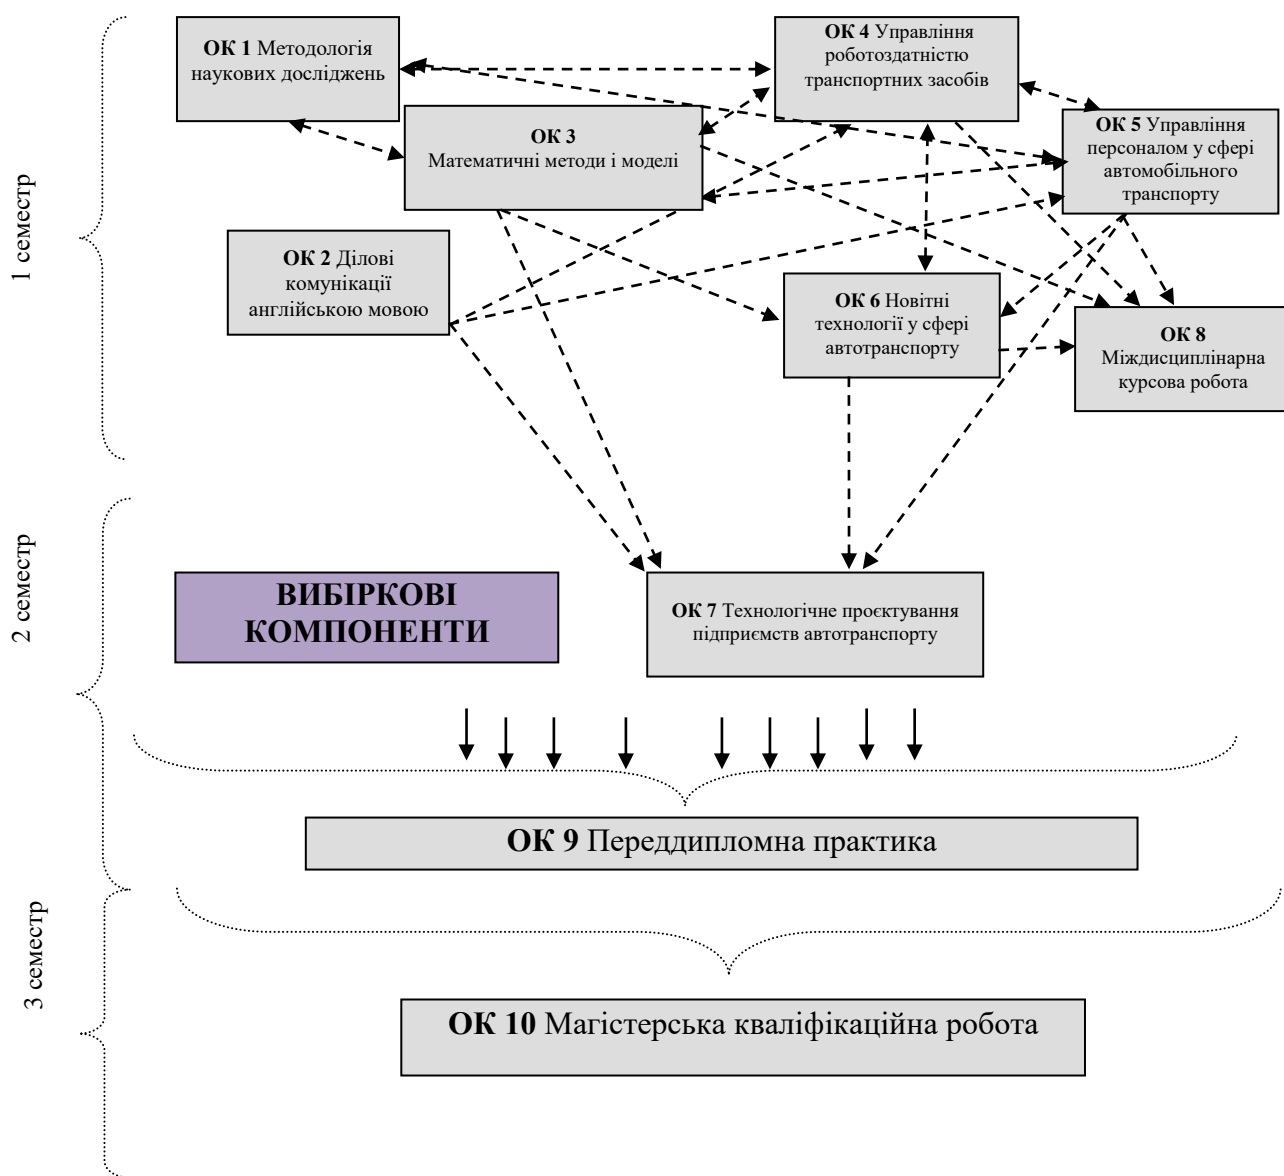 ОК 1 Методологія
наукових досліджень
ОК 4 Управління
роботоздатністю
транспортних засобів
ОК 3
Математичні методи і моделі
ОК 5 Управління
персоналом у сфері
автомобільного
транспорту
1 семестр
ОК 2 Ділові
комунікації
англійською мовою
ОК 6 Новітні
технології у сфері
автотранспорту
ОК 8
Міждисциплінарна
курсова робота
2 семестр
ВИБІРКОВІ
КОМПОНЕНТИ
ОК 7 Технологічне проєктування
підприємств автотранспорту
ОК 9 Переддипломна практика
3 семестр
ОК 10 Магістерська кваліфікаційна робота